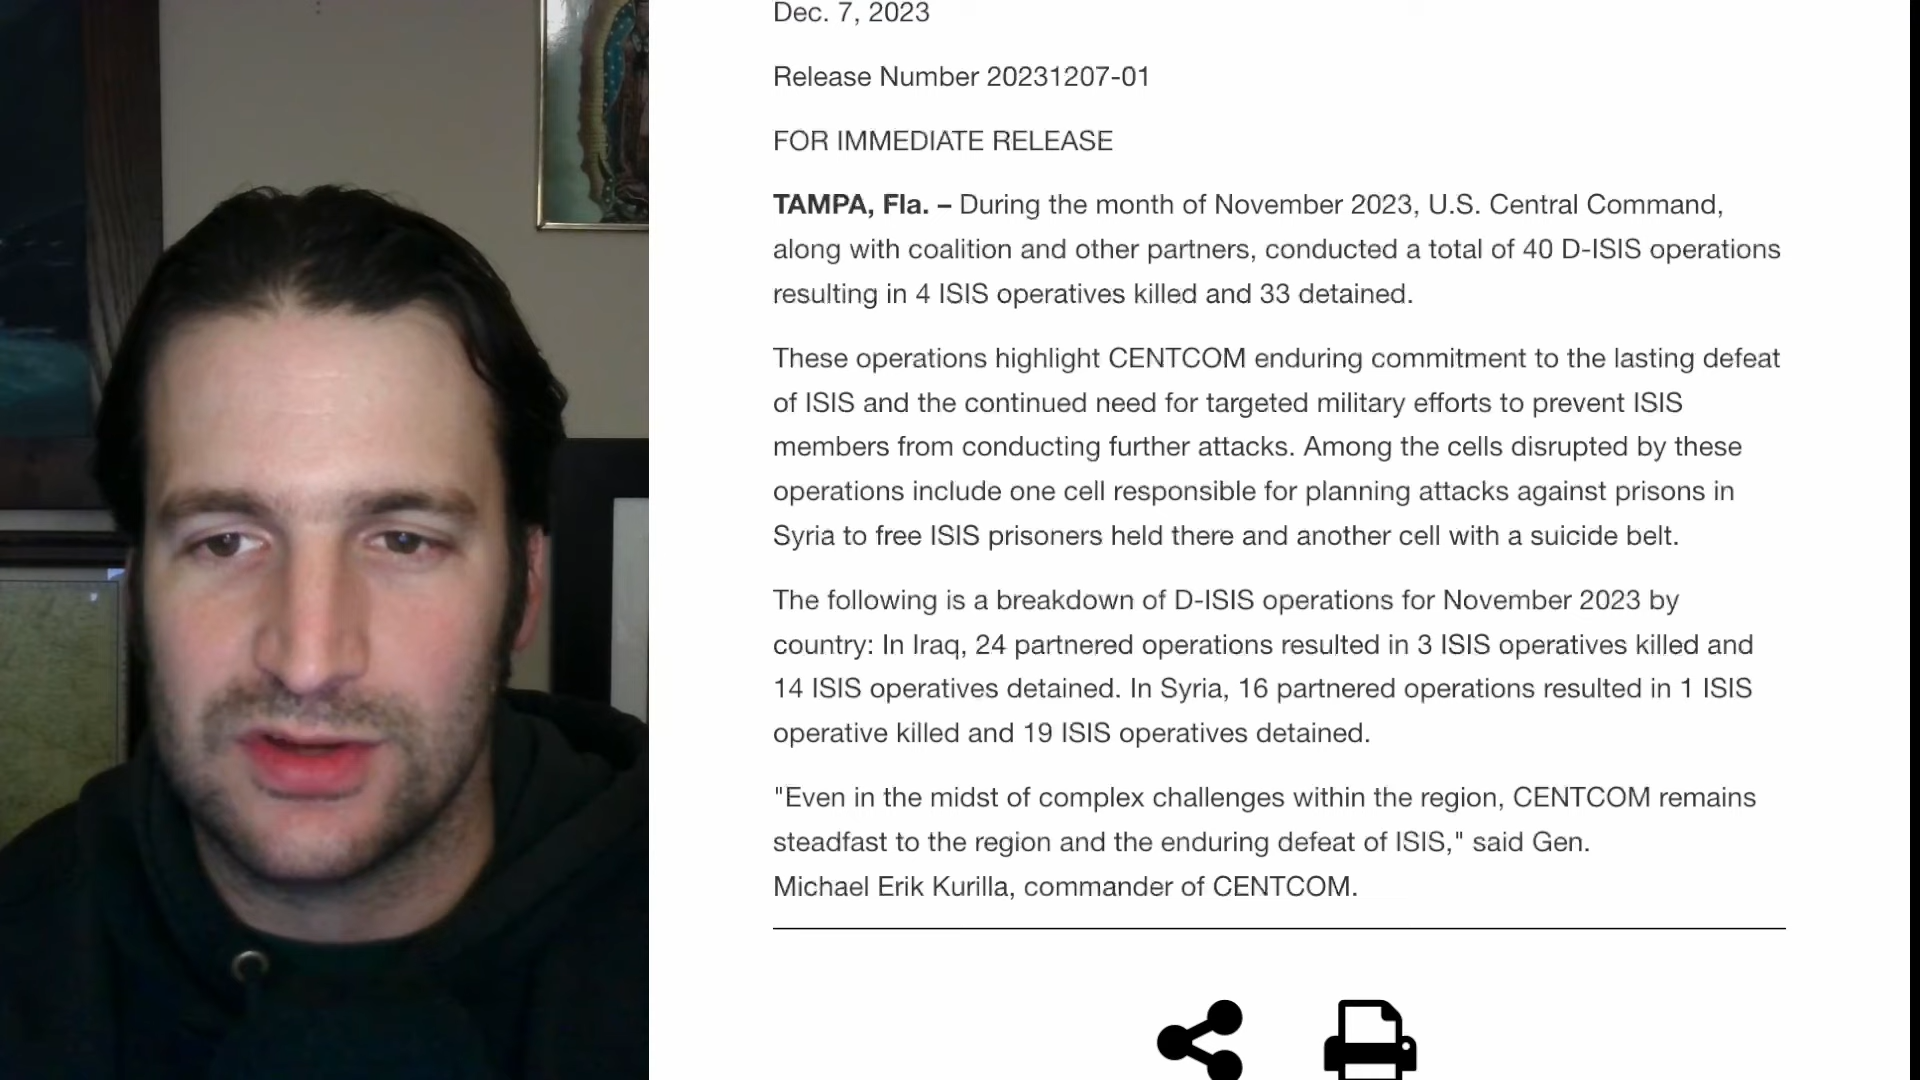 Dec. 7, 2023
Release Number 20231207-01
FOR IMMEDIATE RELEASE
TAMPA, Fla. – During the month of November 2023, U.S. Central Command,
along with coalition and other partners, conducted a total of 40 D-ISIS operations
resulting in 4 ISIS operatives killed and 33 detained.
These operations highlight CENTCOM enduring commitment to the lasting defeat
of ISIS and the continued need for targeted military efforts to prevent ISIS
members from conducting further attacks. Among the cells disrupted by these
operations include one cell responsible for planning attacks against prisons in
Syria to free ISIS prisoners held there and another cell with a suicide belt.
The following is a breakdown of D-ISIS operations for November 2023 by
country: In Iraq, 24 partnered operations resulted in 3 ISIS operatives killed and
14 ISIS operatives detained. In Syria, 16 partnered operations resulted in 1 ISIS
operative killed and 19 ISIS operatives detained.
"Even in the midst of complex challenges within the region, CENTCOM remains
steadfast to the region and the enduring defeat of ISIS," said Gen.
Michael Erik Kurilla, commander of CENTCOM.